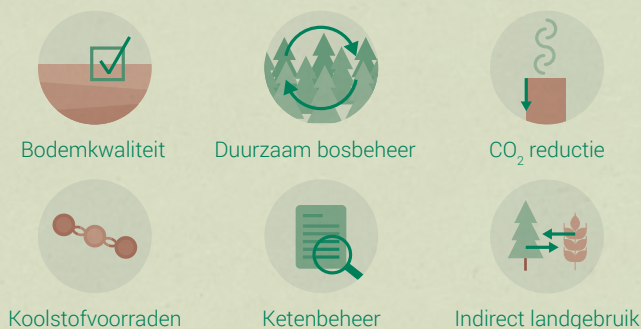 Bodemkwaliteit
Duurzaam bosbeheer
CO₂ reductie
Koolstofvoorraden
Ketenbeheer
Indirect landgebruik